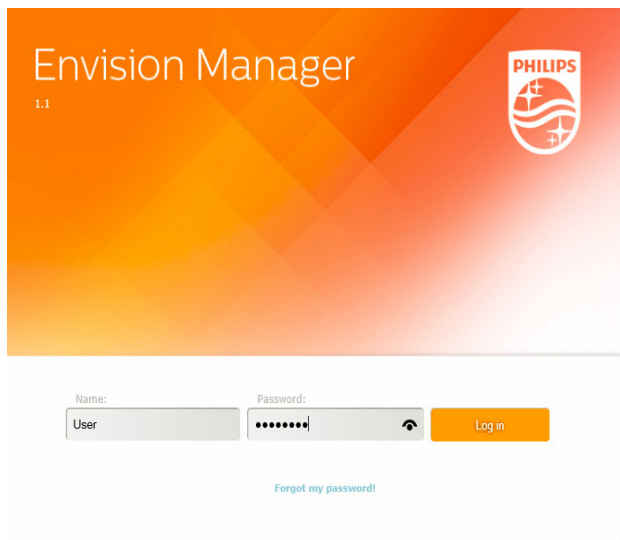 Envision Manager
PHILIPS
1.1
Name:
Password:
User
••••••••
Log in
Forgot my password!